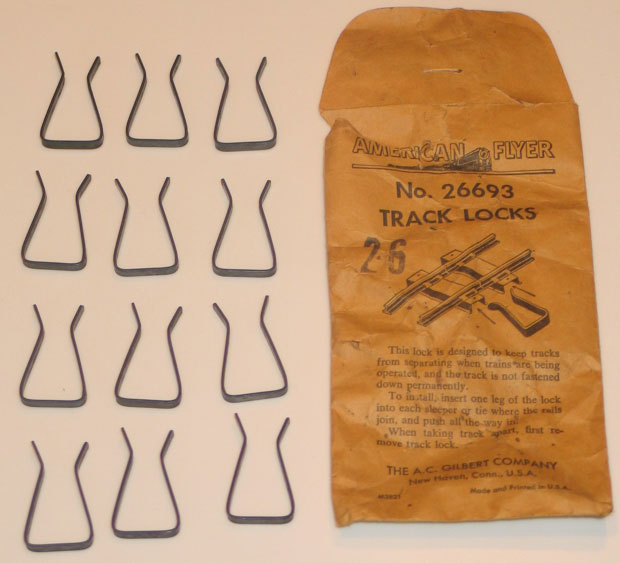 AMERICAN FLYER
No. 26693
TRACK LOCKS
26
This lock is designed to keep tracks
from separating when trains are being
operated, and the track is not fastened
down permanently.
To install, insert one leg of the lock
into each sleeper or tie where the rails
join, and push all the way in.
When taking track apart, first re-
move track lock.
THE A.C. GILBERT COMPANY
New Haven, Conn., U.S.A.
Made and Printed in U.S.A.